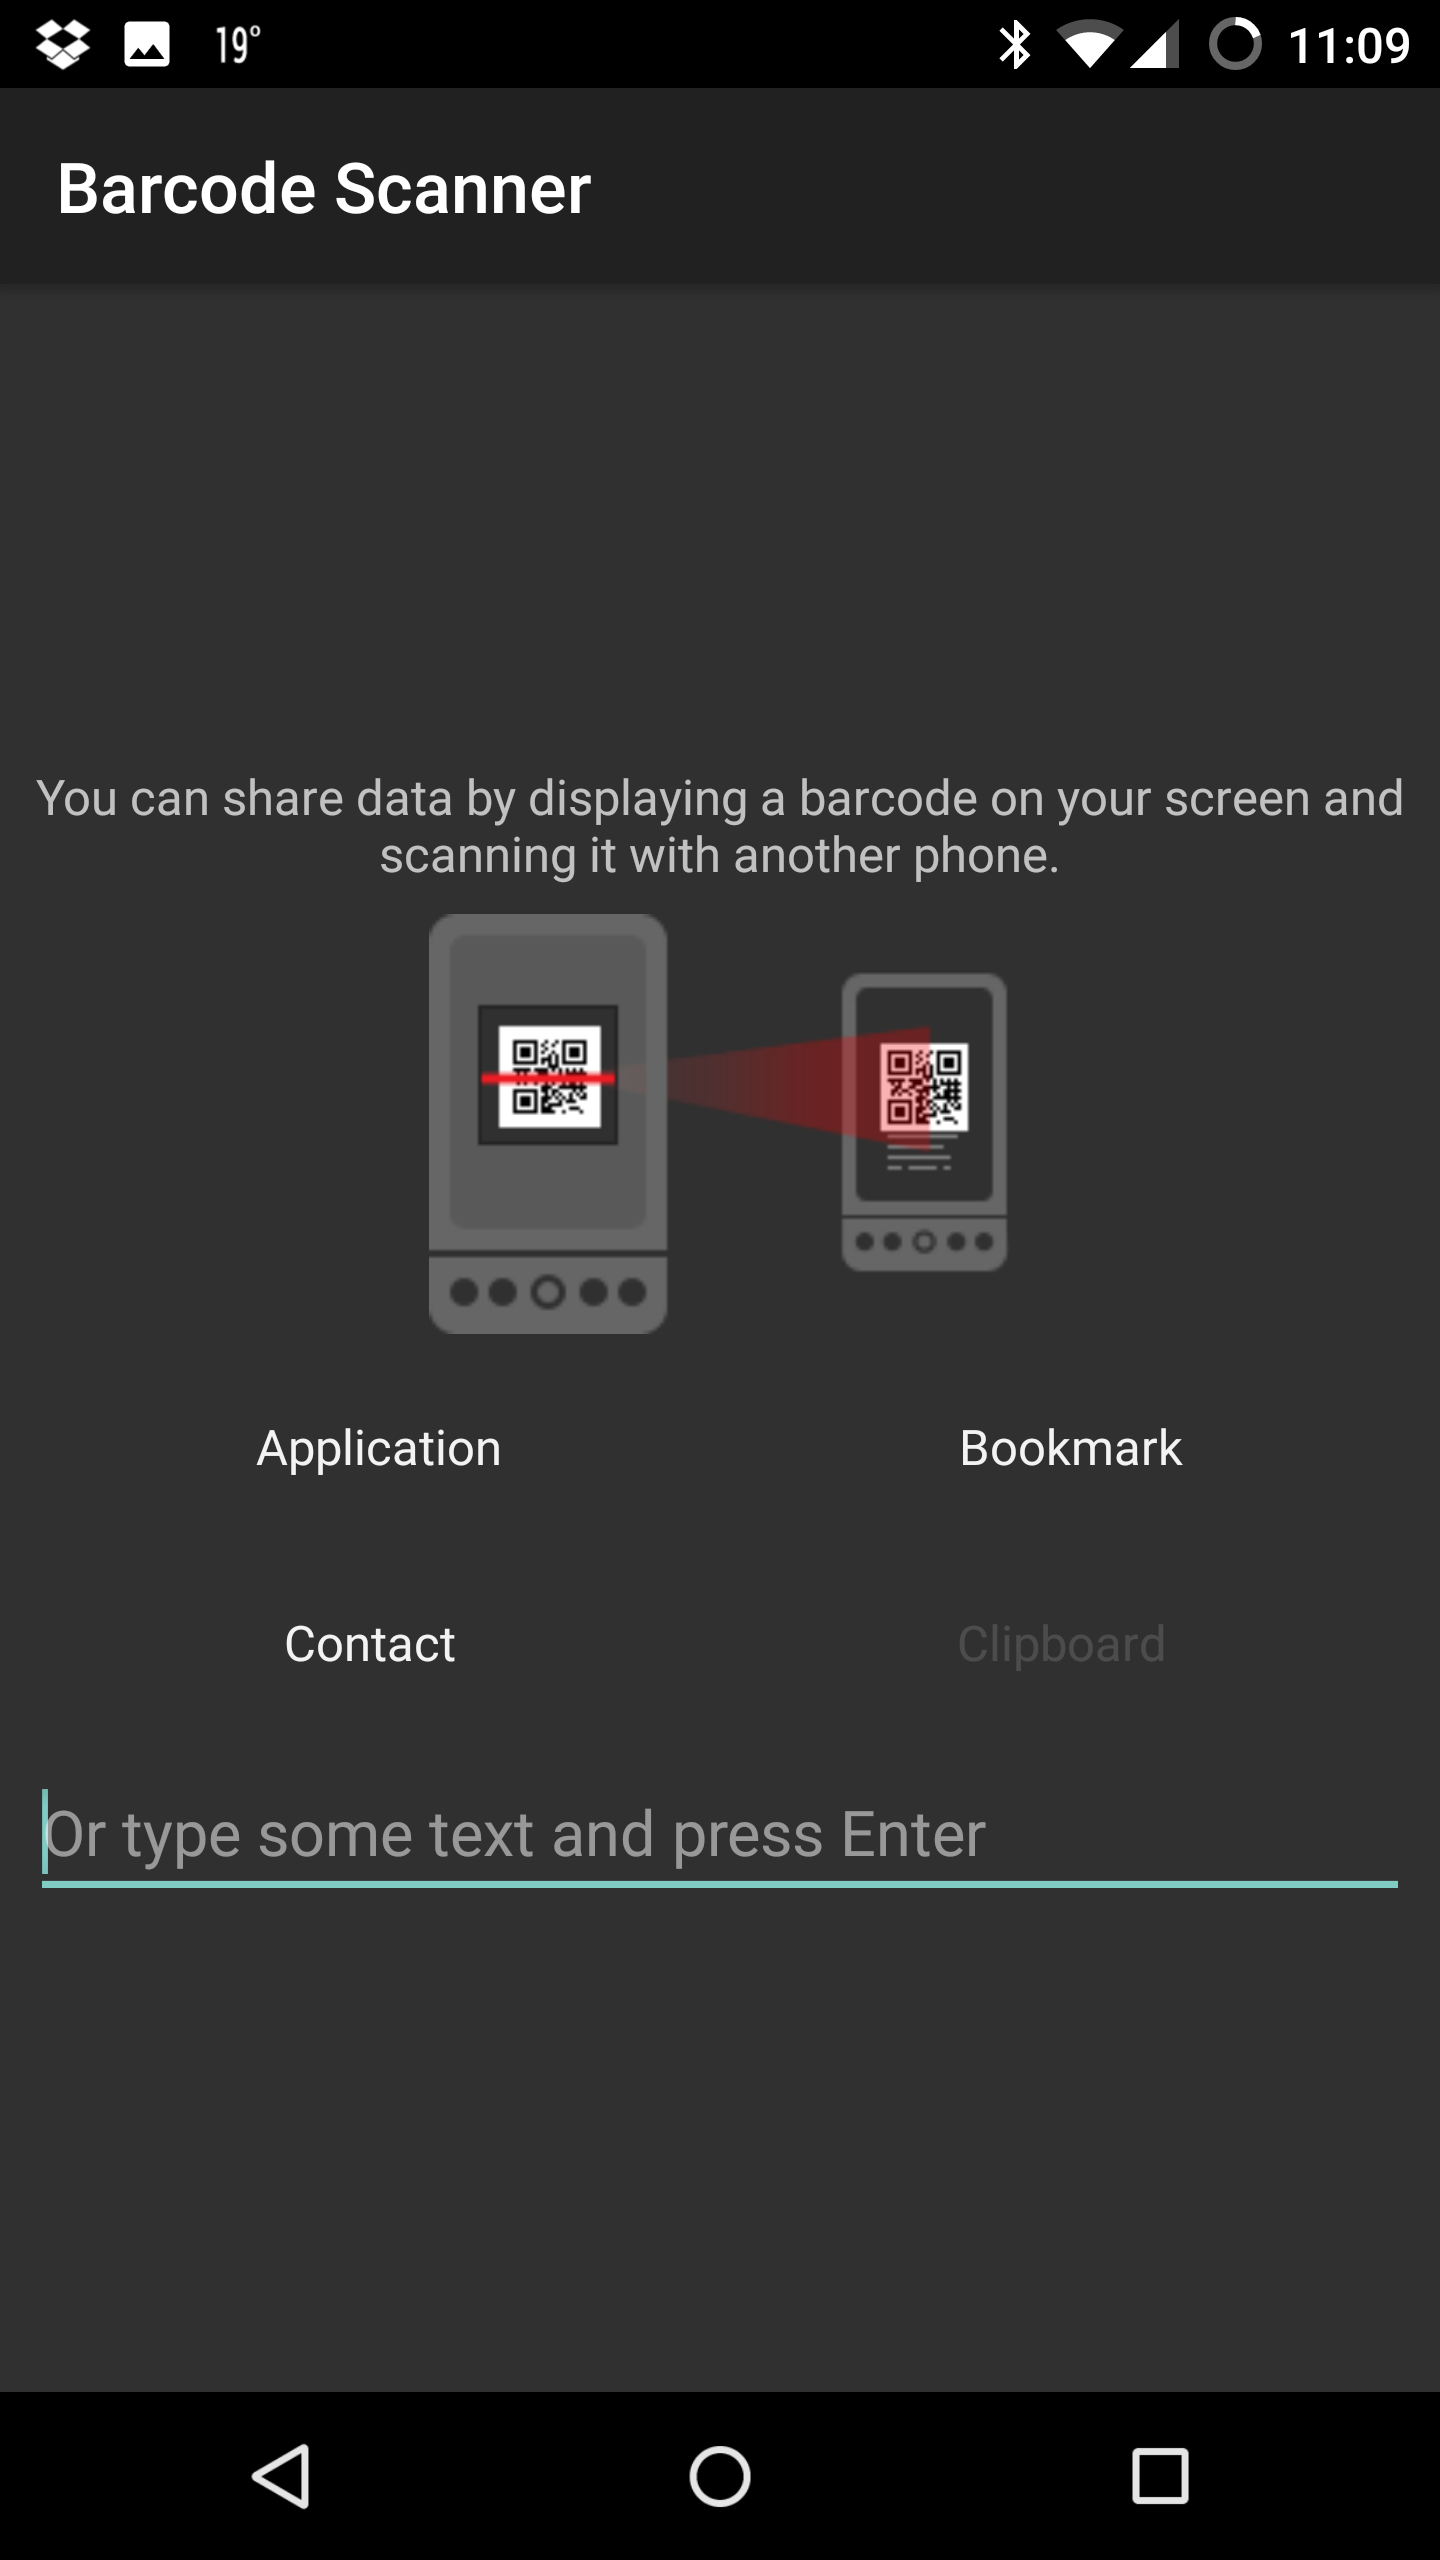 19° 11:09
Barcode Scanner
You can share data by displaying a barcode on your screen and
scanning it with another phone.
Application Bookmark
Contact Clipboard
Or type some text and press Enter